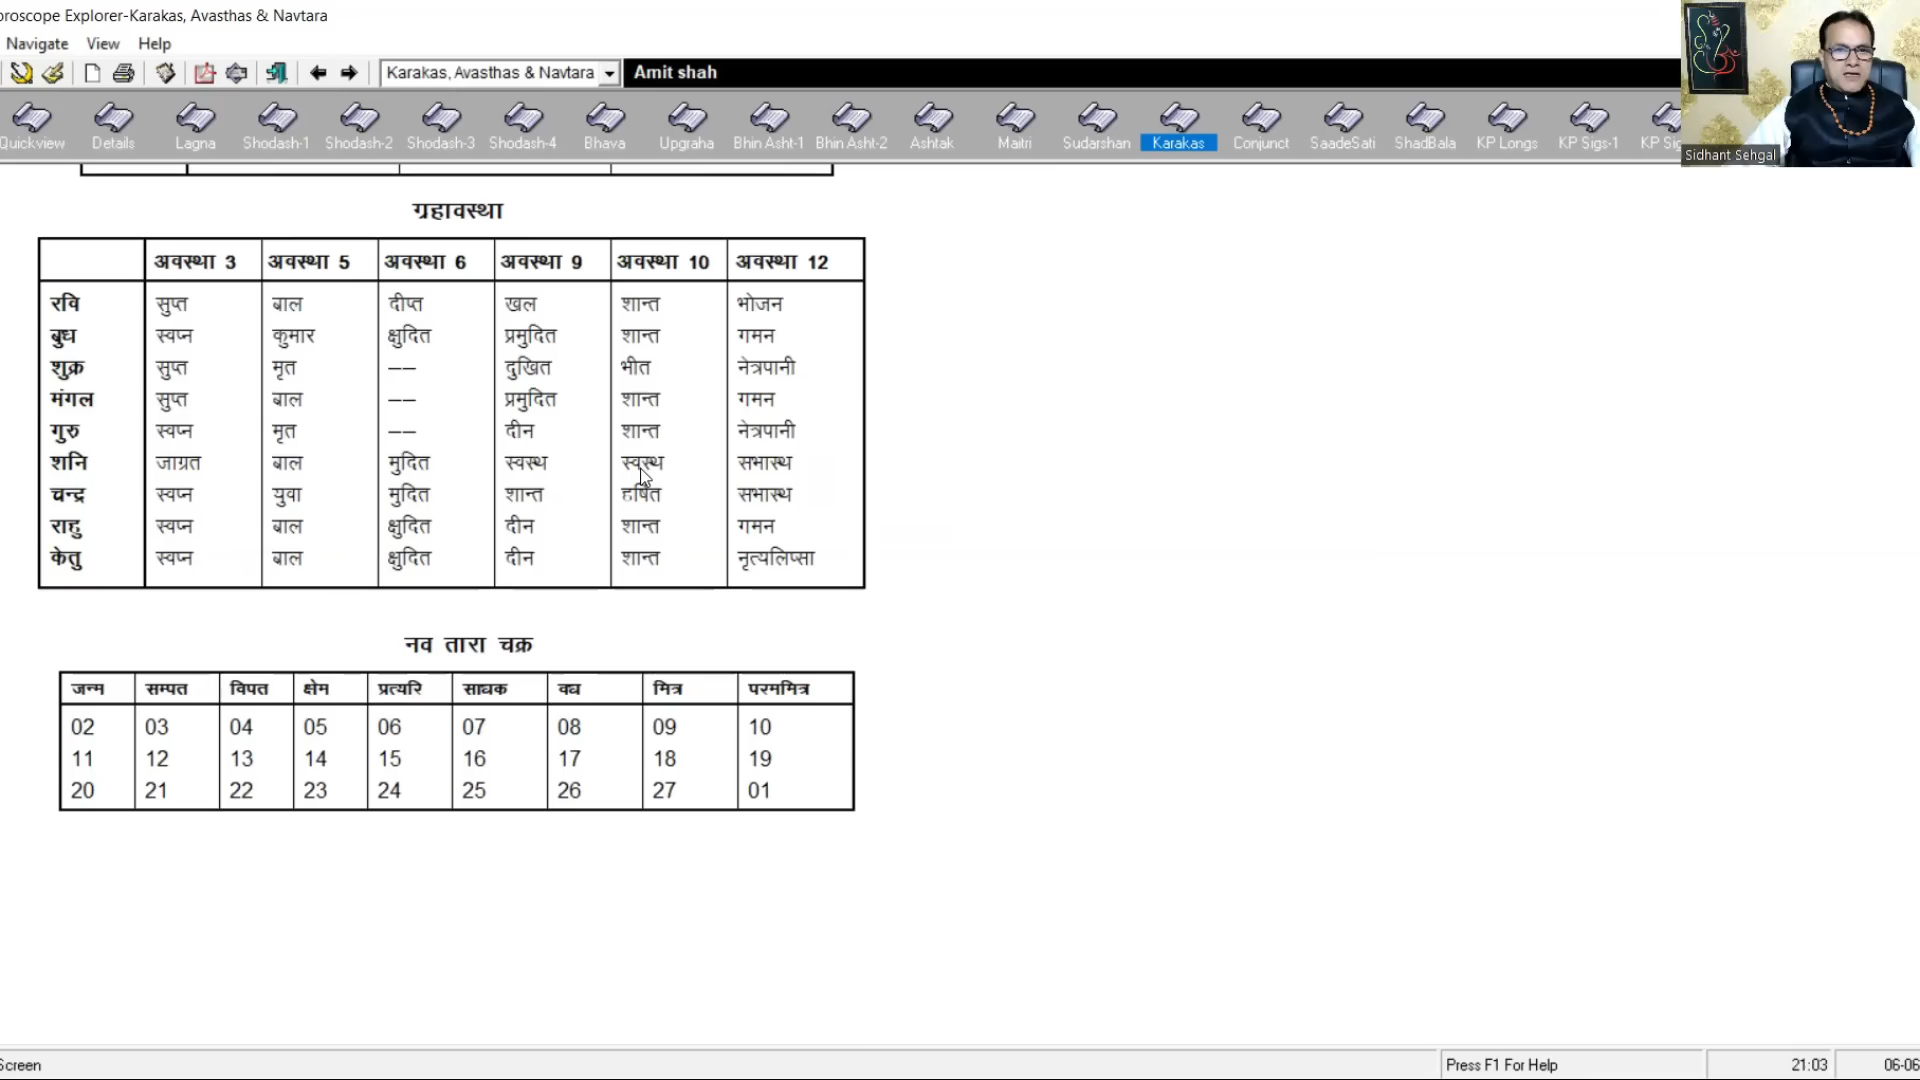 oroscope Explorer-Karakas, Avasthas & Navtara
Navigate View Help
Karakas, Avasthas & Navtara Amit shah
Quickview Details Lagna Shodash-1 Shodash-2 Shodash-3 Shodash-4 Bhava Upgraha Bhin Asht-1 Bhin Asht-2 Ashtak Maitri Sudarshan Karakas Conjunct SaadeSati ShadBala KP Longs KP Sigs-1 KP Sig
Sidhant Sehgal
ग्रहावस्था
अवस्था 3 अवस्था 5 अवस्था 6 अवस्था 9 अवस्था 10 अवस्था 12
रवि सुप्त बाल दीप्त खल शान्त भोजन
बुध स्वप्न कुमार क्षुदित प्रमुदित शान्त गमन
शुक्र सुप्त मृत -- दुखित भीत नेत्रपानी
मंगल सुप्त बाल -- प्रमुदित शान्त गमन
गुरु स्वप्न मृत -- दीन शान्त नेत्रपानी
शनि जाग्रत बाल मुदित स्वस्थ स्वस्थ सभास्थ
चन्द्र स्वप्न युवा मुदित शान्त हर्षित सभास्थ
राहु स्वप्न बाल क्षुदित दीन शान्त गमन
केतु स्वप्न बाल क्षुदित दीन शान्त नृत्यलिप्सा
नव तारा चक्र
जन्म सम्पत विपत क्षेम प्रत्यरि साधक वध मित्र परममित्र
02 03 04 05 06 07 08 09 10
11 12 13 14 15 16 17 18 19
20 21 22 23 24 25 26 27 01
Screen Press F1 For Help 21:03 06-06